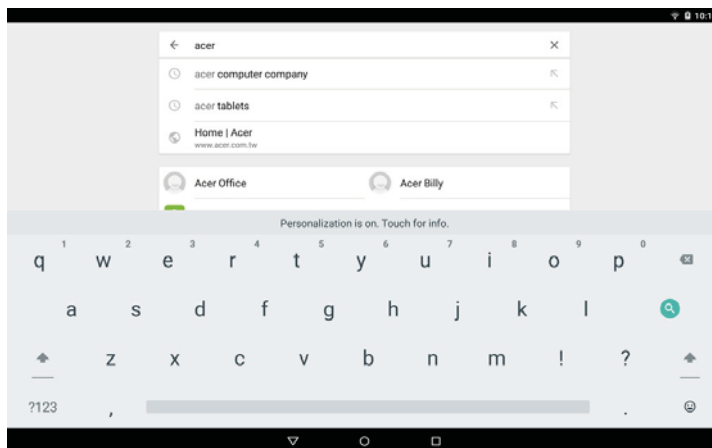 10:1
acer
acer computer company
acer tablets
Home | Acer
www.acer.com.tw
Acer Office Acer Billy
Personalization is on. Touch for info.
1 2 3 4 5 6 7 8 9 0
q w e r t y u i o p
a s d f g h j k l
z x c v b n m ! ?
?123 , .